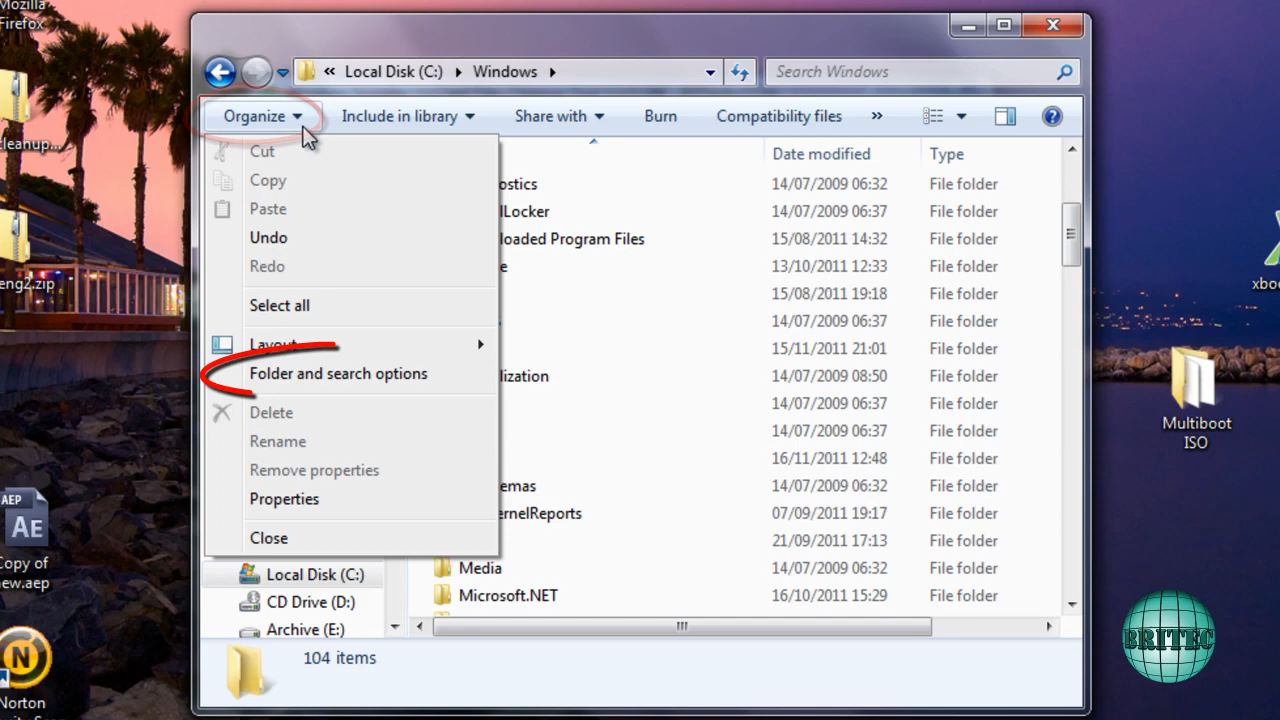 Mozilla
Firefox
cleanup...
eng2.zip
AEP
AE
Copy of
new.aep
N
Norton
Local Disk (C:)
Windows
Search Windows
Organize
Include in library
Share with
Burn
Compatibility files
»
Cut
Copy
Paste
Undo
Redo
Select all
Layout
Folder and search options
Delete
Rename
Remove properties
Properties
Close
Date modified
Type
ostics 14/07/2009 06:32 File folder
lLocker 14/07/2009 06:37 File folder
loaded Program Files 15/08/2011 14:32 File folder
e 13/10/2011 12:33 File folder
15/08/2011 19:18 File folder
14/07/2009 06:37 File folder
15/11/2011 21:01 File folder
lization 14/07/2009 08:50 File folder
14/07/2009 06:37 File folder
14/07/2009 06:37 File folder
16/11/2011 12:48 File folder
emas 14/07/2009 06:32 File folder
ernelReports 07/09/2011 19:17 File folder
21/09/2011 17:13 File folder
Media 14/07/2009 06:32 File folder
Microsoft.NET 16/10/2011 15:29 File folder
Local Disk (C:)
CD Drive (D:)
Archive (E:)
104 items
xbo
Multiboot
ISO
BRITEC